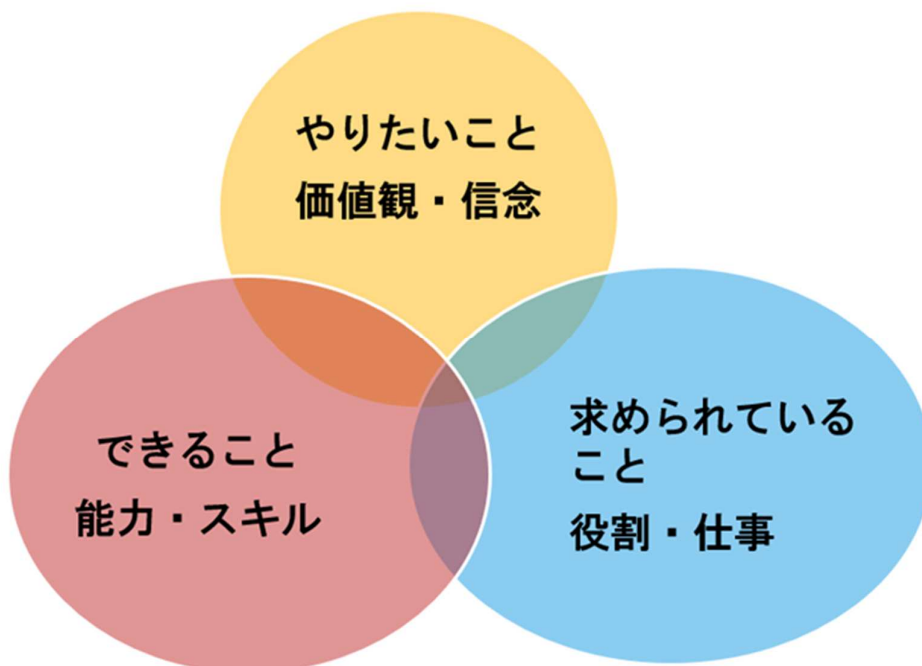 やりたいこと
価値観・信念
できること
能力・スキル
求められている
こと
役割・仕事